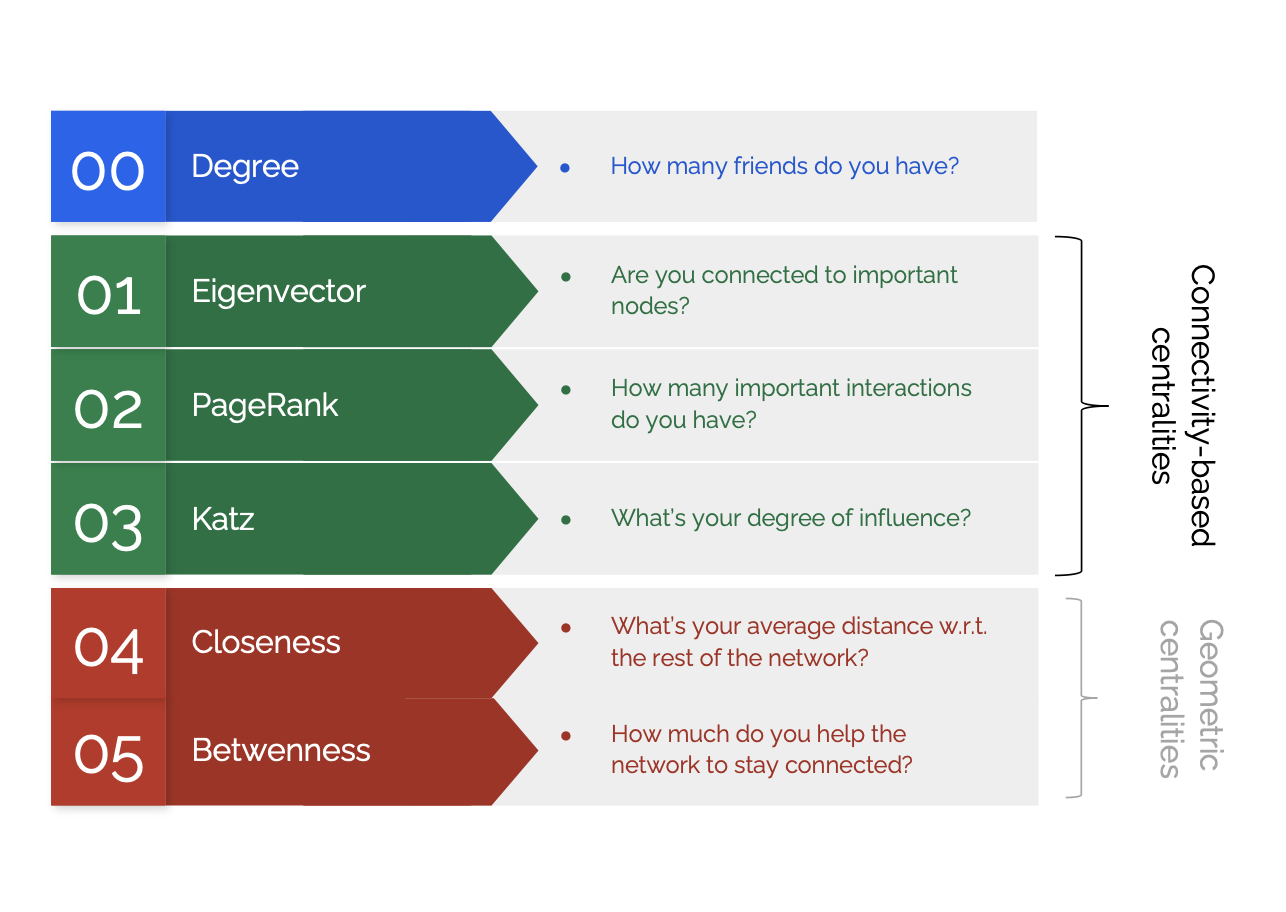 00
Degree
• How many friends do you have?
01
Eigenvector
• Are you connected to important
nodes?
02
PageRank
• How many important interactions
do you have?
03
Katz
• What's your degree of influence?
Connectivity-based
centralities
04
Closeness
• What's your average distance w.r.t.
the rest of the network?
05
Betwenness
• How much do you help the
network to stay connected?
Geometric
centralities